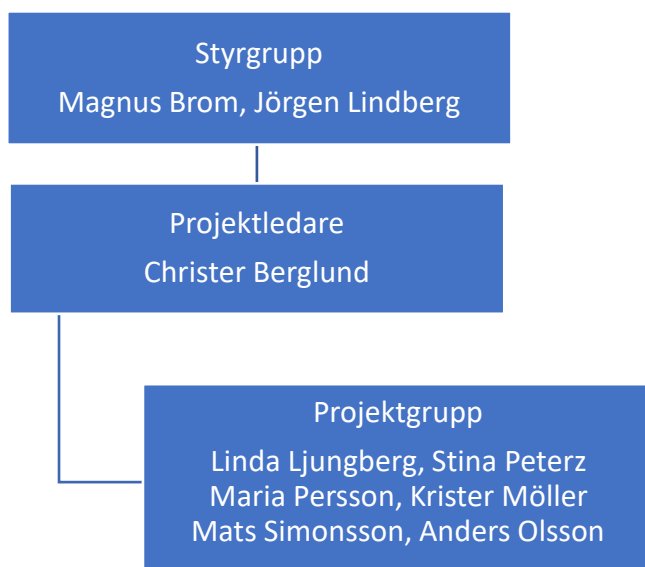 Styrgrupp
Magnus Brom, Jörgen Lindberg
Projektledare
Christer Berglund
Projektgrupp
Linda Ljungberg, Stina Peterz
Maria Persson, Krister Möller
Mats Simonsson, Anders Olsson